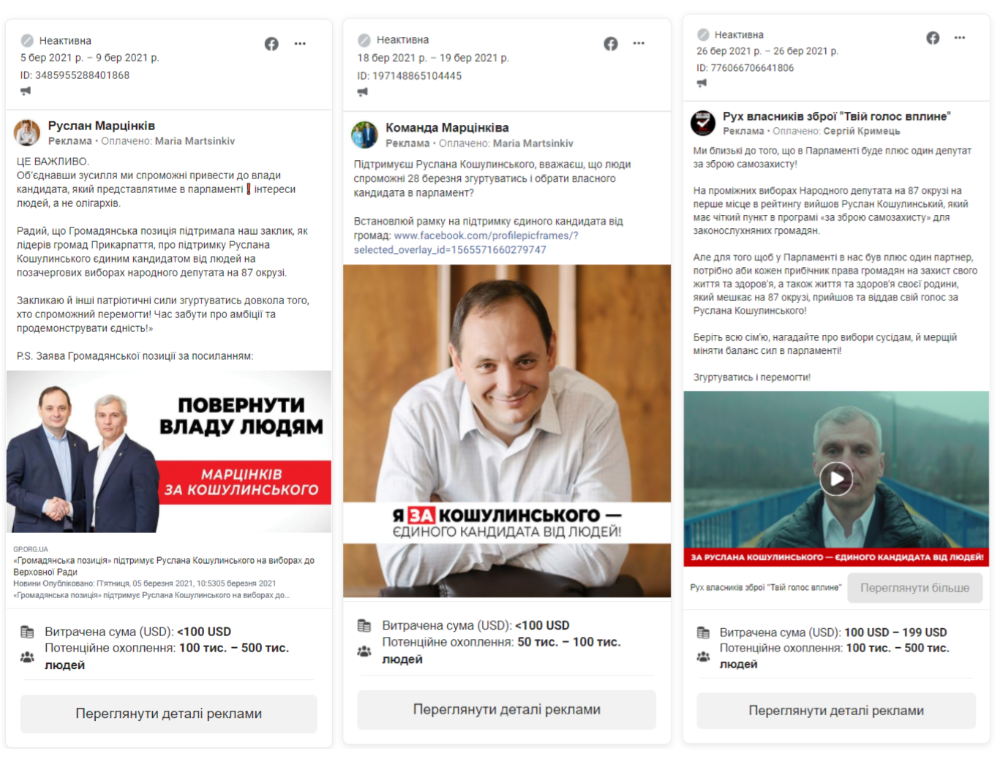 Неактивна
5 бер 2021 р. – 9 бер 2021 р.
ID: 3485955288401868
Руслан Марцінків
Реклама • Оплачено: Maria Martsinkiv
ЦЕ ВАЖЛИВО.
Об'єднавши зусилля ми спроможні привести до влади
кандидата, який представлятиме в парламенті❗інтереси
людей, а не олігархів.
Радий, що Громадянська позиція підтримала наш заклик, як
лідерів громад Прикарпаття, про підтримку Руслана
Кошулинського єдиним кандидатом від людей на
позачергових виборах народного депутата на 87 окрузі.
Закликаю й інші патріотичні сили згуртуватись довкола того,
хто спроможний перемогти! Час забути про амбіції та
продемонструвати єдність!»
P.S. Заява Громадянської позиції за посиланням:
ПОВЕРНУТИ
ВЛАДУ ЛЮДЯМ
МАРЦІНКІВ
ЗА КОШУЛИНСЬКОГО
GP.ORG.UA
«Громадянська позиція» підтримує Руслана Кошулинського на виборах до
Верховної Ради
Новини Опубліковано: П'ятниця, 05 березня 2021, 10:5305 березня 2021
«Громадянська позиція» підтримує Руслана Кошулинського на виборах до...
Витрачена сума (USD): <100 USD
Потенційне охоплення: 100 тис. – 500 тис.
людей
Переглянути деталі реклами
Неактивна
18 бер 2021 р. – 19 бер 2021 р.
ID: 197148865104445
Команда Марцінківа
Реклама • Оплачено: Maria Martsinkiv
Підтримуєш Руслана Кошулинського, вважаєш, що люди
спроможні 28 березня згуртуватись і обрати власного
кандидата в парламент?
Встановлюй рамку на підтримку єдиного кандидата від
громад: www.facebook.com/profilepicframes/?
selected_overlay_id=1565571660279747
Я ЗА КОШУЛИНСЬКОГО —
ЄДИНОГО КАНДИДАТА ВІД ЛЮДЕЙ!
Витрачена сума (USD): <100 USD
Потенційне охоплення: 50 тис. – 100 тис.
людей
Переглянути деталі реклами
Неактивна
26 бер 2021 р. – 26 бер 2021 р.
ID: 776066706641806
Рух власників зброї "Твій голос вплине"
Реклама • Оплачено: Сергій Кримець
Ми близькі до того, що в Парламенті буде плюс один депутат
за зброю самозахисту!
На проміжних виборах Народного депутата на 87 окрузі на
перше місце в рейтингу вийшов Руслан Кошулинський, який
має чіткий пункт в програмі «за зброю самозахисту» для
законослухняних громадян.
Але для того щоб у Парламенті в нас був плюс один партнер,
потрібно аби кожен прибічник права громадян на захист свого
життя та здоров'я, а також життя та здоров'я своєї родини,
який мешкає на 87 окрузі, прийшов та віддав свій голос за
Руслана Кошулинського!
Беріть всю сім'ю, нагадайте про вибори сусідам, й мерщій
міняти баланс сил в парламенті!
Згуртуватись і перемогти!
ЗА РУСЛАНА КОШУЛИНСЬКОГО — ЄДИНОГО КАНДИДАТА ВІД ЛЮДЕЙ!
Рух власників зброї "Твій голос вплине"
Переглянути більше
Витрачена сума (USD): 100 USD – 199 USD
Потенційне охоплення: 100 тис. – 500 тис.
людей
Переглянути деталі реклами